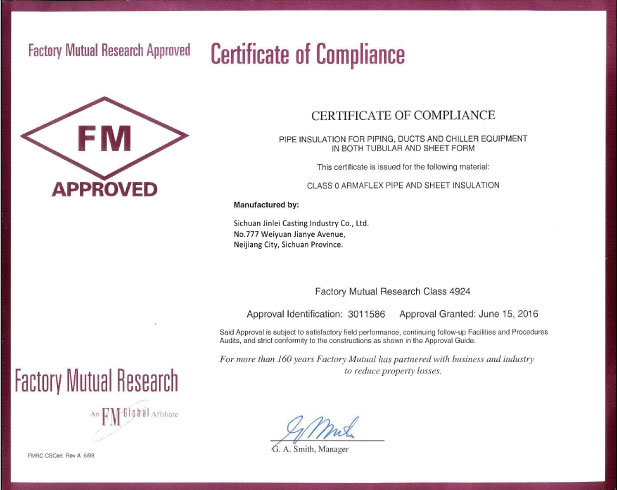 Factory Mutual Research Approved
Certificate of Compliance
FM
APPROVED
CERTIFICATE OF COMPLIANCE
PIPE INSULATION FOR PIPING, DUCTS AND CHILLER EQUIPMENT
IN BOTH TUBULAR AND SHEET FORM
This certificate is issued for the following material:
CLASS 0 ARMAFLEX PIPE AND SHEET INSULATION
Manufactured by:
Sichuan Jinlei Casting Industry Co., Ltd.
No.777 Weiyuan Jianye Avenue,
Neijiang City, Sichuan Province.
Factory Mutual Research Class 4924
Approval Identification: 3011586 Approval Granted: June 15, 2016
Said Approval is subject to satisfactory field performance, continuing follow-up Facilities and Procedures
Audits, and strict conformity to the constructions as shown in the Approval Guide.
For more than 160 years Factory Mutual has partnered with business and industry
to reduce property losses.
Factory Mutual Research
An FM Global Affiliate
G. A. Smith, Manager
FMRC CSCert. Rev A 6/98